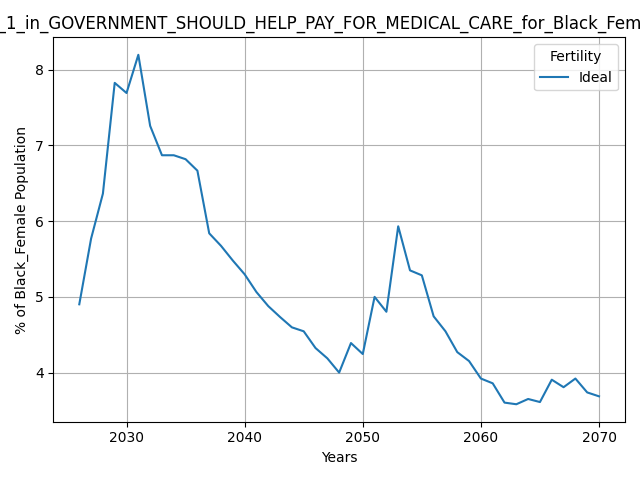 _1_in_GOVERNMENT_SHOULD_HELP_PAY_FOR_MEDICAL_CARE_for_Black_Fem
Fertility
Ideal
% of Black_Female Population
8
7
6
5
4
2030 2040 2050 2060 2070
Years